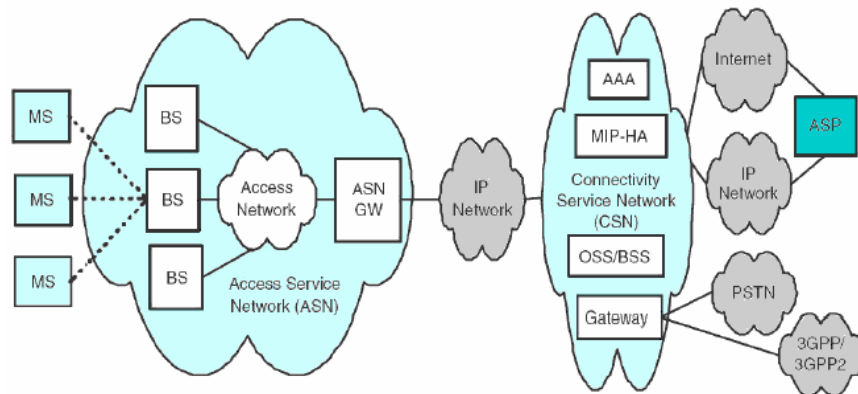 MS
MS
MS
BS
BS
BS
Access
Network
ASN
GW
Access Service
Network (ASN)
IP
Network
AAA
MIP-HA
Connectivity
Service Network
(CSN)
OSS/BSS
Gateway
Internet
IP
Network
ASP
PSTN
3GPP/
3GPP2